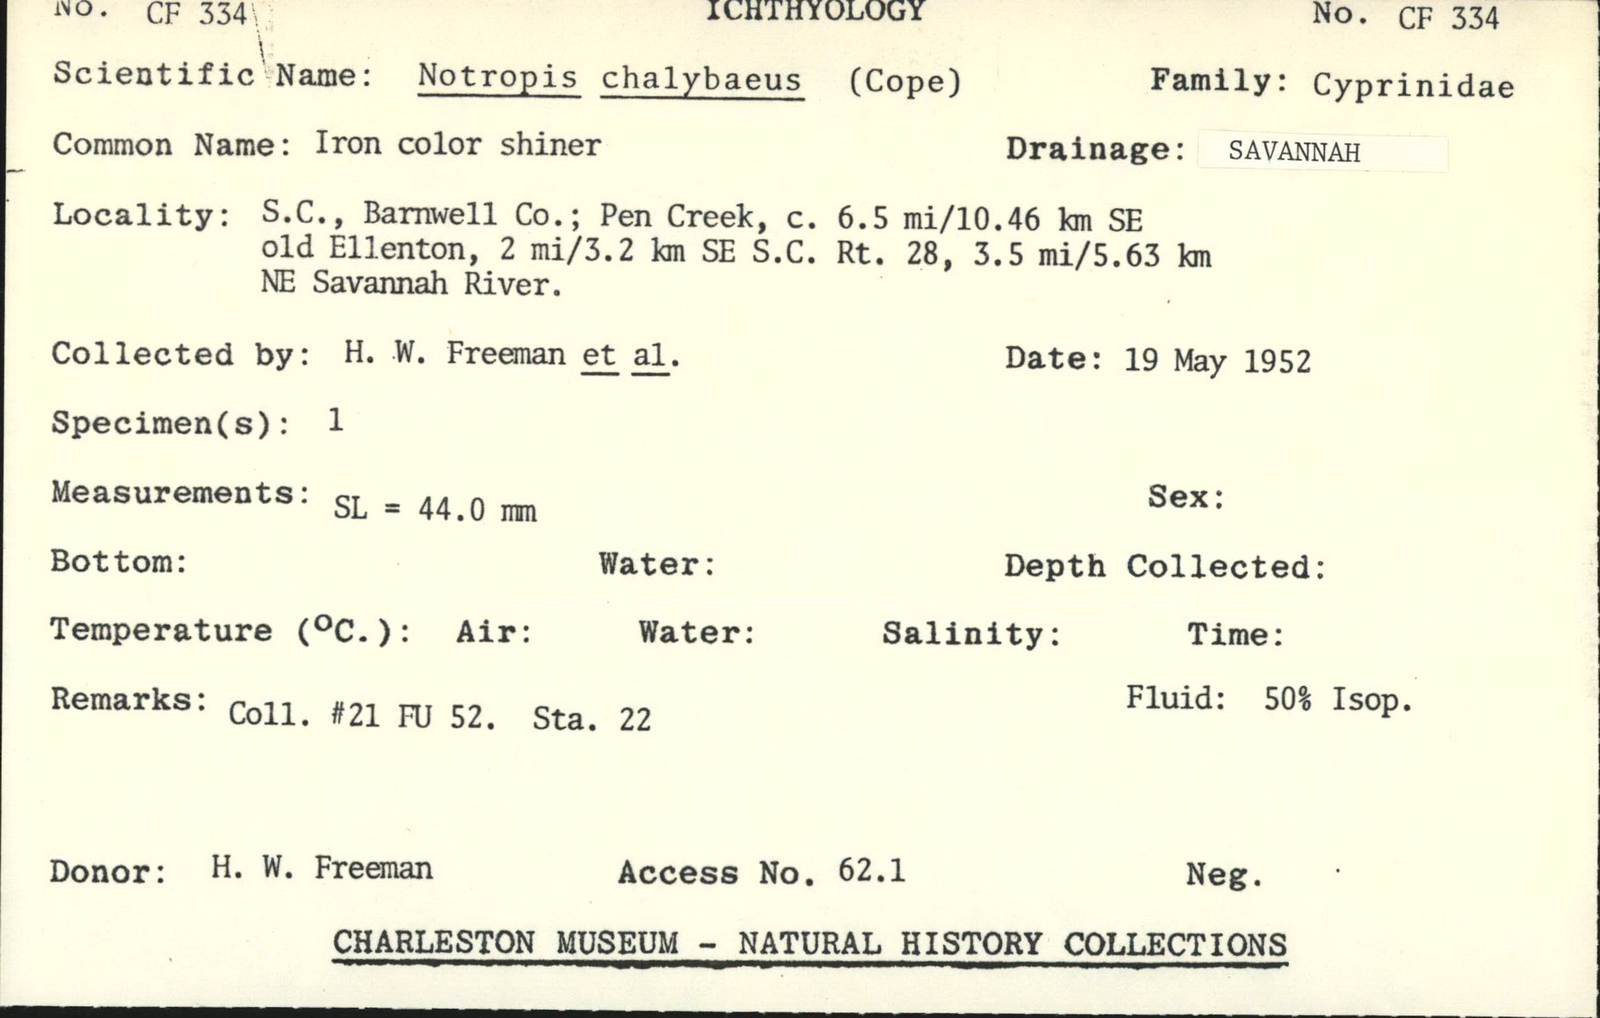 No. CF 334 ICHTHYOLOGY No. CF 334
Scientific Name: Notropis chalybaeus (Cope) Family: Cyprinidae
Common Name: Iron color shiner Drainage: SAVANNAH
Locality: S.C., Barnwell Co.; Pen Creek, c. 6.5 mi/10.46 km SE
old Ellenton, 2 mi/3.2 km SE S.C. Rt. 28, 3.5 mi/5.63 km
NE Savannah River.
Collected by: H. W. Freeman et al. Date: 19 May 1952
Specimen(s): 1
Measurements: SL = 44.0 mm Sex:
Bottom: Water: Depth Collected:
Temperature (°C.): Air: Water: Salinity: Time:
Remarks: Coll. #21 FU 52. Sta. 22 Fluid: 50% Isop.
Donor: H. W. Freeman Access No. 62.1 Neg.
CHARLESTON MUSEUM - NATURAL HISTORY COLLECTIONS